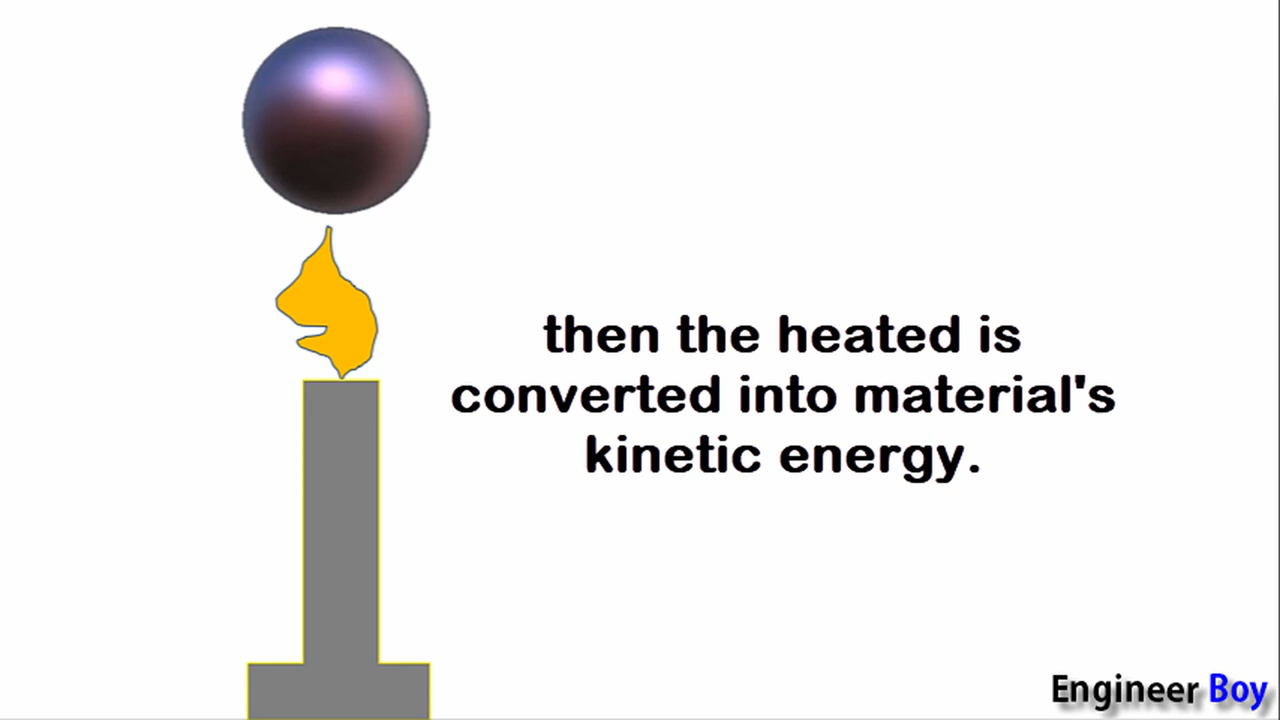 then the heated is
converted into material's
kinetic energy.
Engineer Boy